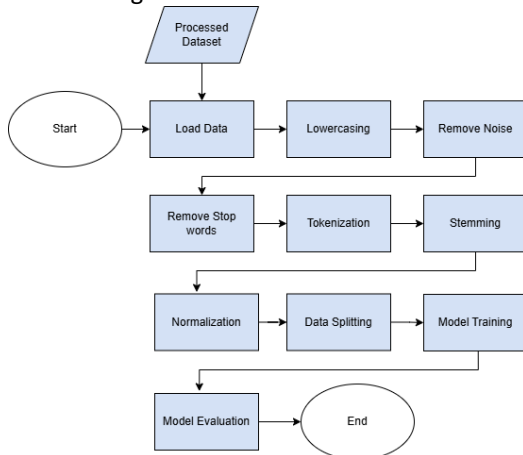 Processed
Dataset
Start
Load Data
Lowercasing
Remove Noise
Remove Stop
words
Tokenization
Stemming
Normalization
Data Splitting
Model Training
Model Evaluation
End